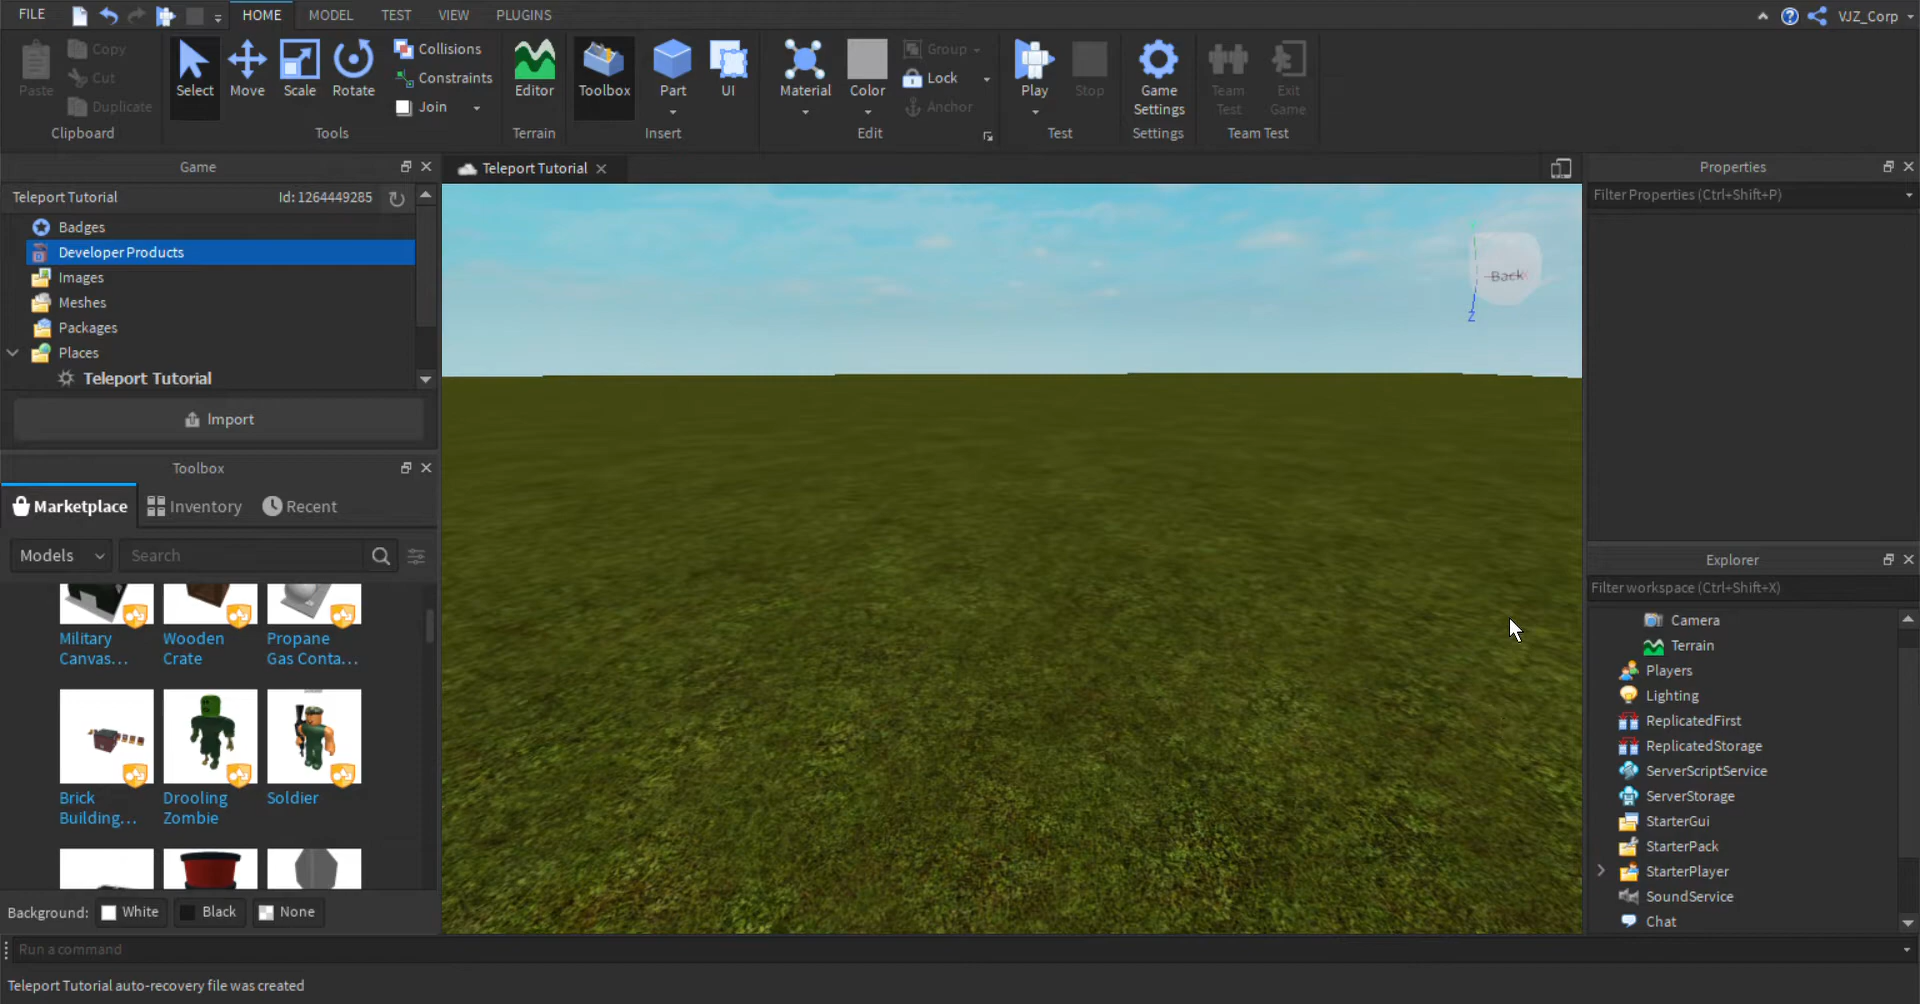 FILE HOME MODEL TEST VIEW PLUGINS VJZ_Corp
Paste Copy Cut Duplicate
Clipboard
Select Move Scale Rotate Collisions Constraints Join
Tools
Editor
Terrain
Toolbox Part UI
Insert
Material Color Group Lock Anchor
Edit
Play Stop
Test
Game Settings
Settings
Team Test Exit Game
Team Test
Game
Teleport Tutorial Id: 1264449285
Badges
Developer Products
Images
Meshes
Packages
Places
Teleport Tutorial
Import
Toolbox
Marketplace Inventory Recent
Models Search
Military Canvas... Wooden Crate Propane Gas Conta...
Brick Building... Drooling Zombie Soldier
Background: White Black None
Run a command
Teleport Tutorial auto-recovery file was created
Teleport Tutorial
Back
Z
Properties
Filter Properties (Ctrl+Shift+P)
Explorer
Filter workspace (Ctrl+Shift+X)
Camera
Terrain
Players
Lighting
ReplicatedFirst
ReplicatedStorage
ServerScriptService
ServerStorage
StarterGui
StarterPack
StarterPlayer
SoundService
Chat